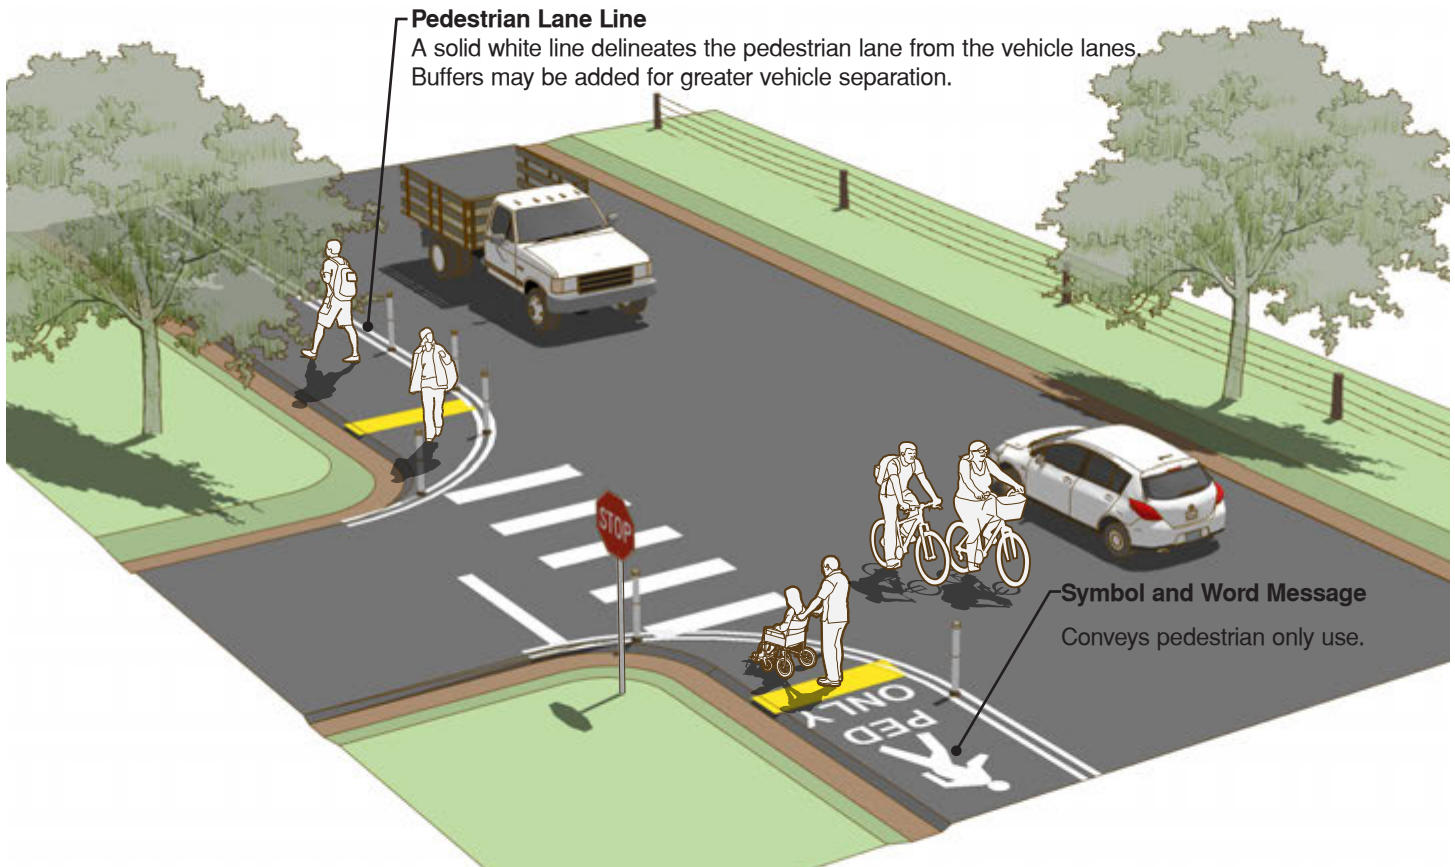 Pedestrian Lane Line
A solid white line delineates the pedestrian lane from the vehicle lanes.
Buffers may be added for greater vehicle separation.
STOP
Symbol and Word Message
Conveys pedestrian only use.
ONLY
PED